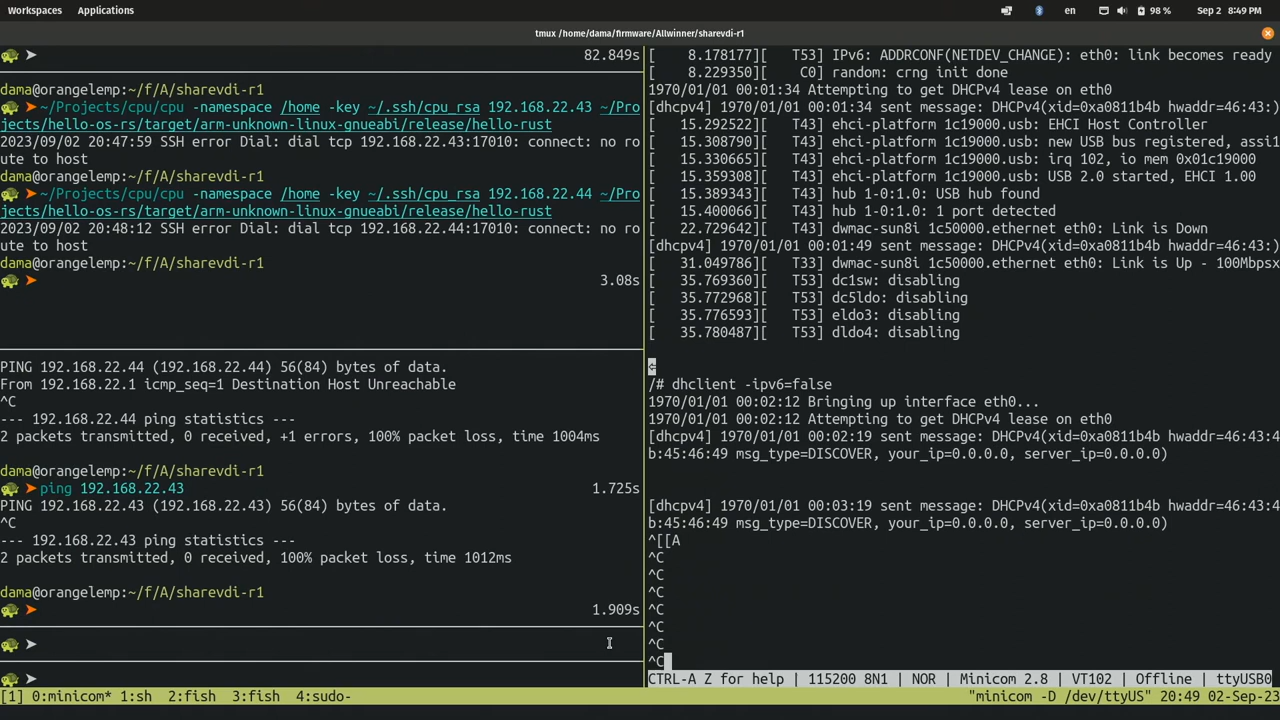 Workspaces Applications en 98 % Sep 2 8:49 PM
tmux /home/dama/firmware/Allwinner/sharevdi-r1
➤ 82.849s
dama@orangelemp:~/f/A/sharevdi-r1
➤ ~/Projects/cpu/cpu -namespace /home -key ~/.ssh/cpu_rsa 192.168.22.43 ~/Pro
jects/hello-os-rs/target/arm-unknown-linux-gnueabi/release/hello-rust
2023/09/02 20:47:59 SSH error Dial: dial tcp 192.168.22.43:17010: connect: no ro
ute to host
dama@orangelemp:~/f/A/sharevdi-r1
➤ ~/Projects/cpu/cpu -namespace /home -key ~/.ssh/cpu_rsa 192.168.22.44 ~/Pro
jects/hello-os-rs/target/arm-unknown-linux-gnueabi/release/hello-rust
2023/09/02 20:48:12 SSH error Dial: dial tcp 192.168.22.44:17010: connect: no ro
ute to host
dama@orangelemp:~/f/A/sharevdi-r1
➤ 3.08s
PING 192.168.22.44 (192.168.22.44) 56(84) bytes of data.
From 192.168.22.1 icmp_seq=1 Destination Host Unreachable
^C
--- 192.168.22.44 ping statistics ---
2 packets transmitted, 0 received, +1 errors, 100% packet loss, time 1004ms
dama@orangelemp:~/f/A/sharevdi-r1
➤ ping 192.168.22.43 1.725s
PING 192.168.22.43 (192.168.22.43) 56(84) bytes of data.
^C
--- 192.168.22.43 ping statistics ---
2 packets transmitted, 0 received, 100% packet loss, time 1012ms
dama@orangelemp:~/f/A/sharevdi-r1
➤ 1.909s
➤
➤
[    8.178177][   T53] IPv6: ADDRCONF(NETDEV_CHANGE): eth0: link becomes ready
[    8.229350][    C0] random: crng init done
1970/01/01 00:01:34 Attempting to get DHCPv4 lease on eth0
[dhcpv4] 1970/01/01 00:01:34 sent message: DHCPv4(xid=0xa0811b4b hwaddr=46:43:)
[   15.292522][   T43] ehci-platform 1c19000.usb: EHCI Host Controller
[   15.308790][   T43] ehci-platform 1c19000.usb: new USB bus registered, assi1
[   15.330665][   T43] ehci-platform 1c19000.usb: irq 102, io mem 0x01c19000
[   15.359308][   T43] ehci-platform 1c19000.usb: USB 2.0 started, EHCI 1.00
[   15.389343][   T43] hub 1-0:1.0: USB hub found
[   15.400066][   T43] hub 1-0:1.0: 1 port detected
[   22.729642][   T43] dwmac-sun8i 1c50000.ethernet eth0: Link is Down
[dhcpv4] 1970/01/01 00:01:49 sent message: DHCPv4(xid=0xa0811b4b hwaddr=46:43:)
[   31.049786][   T33] dwmac-sun8i 1c50000.ethernet eth0: Link is Up - 100Mbpsx
[   35.769360][   T53] dc1sw: disabling
[   35.772968][   T53] dc5ldo: disabling
[   35.776593][   T53] eldo3: disabling
[   35.780487][   T53] dldo4: disabling
/# dhclient -ipv6=false
1970/01/01 00:02:12 Bringing up interface eth0...
1970/01/01 00:02:12 Attempting to get DHCPv4 lease on eth0
[dhcpv4] 1970/01/01 00:02:19 sent message: DHCPv4(xid=0xa0811b4b hwaddr=46:43:4
b:45:46:49 msg_type=DISCOVER, your_ip=0.0.0.0, server_ip=0.0.0.0)
[dhcpv4] 1970/01/01 00:03:19 sent message: DHCPv4(xid=0xa0811b4b hwaddr=46:43:4
b:45:46:49 msg_type=DISCOVER, your_ip=0.0.0.0, server_ip=0.0.0.0)
^[[A
^C
^C
^C
^C
^C
^C
^C
CTRL-A Z for help | 115200 8N1 | NOR | Minicom 2.8 | VT102 | Offline | ttyUSB0
[1] 0:minicom* 1:sh 2:fish 3:fish 4:sudo- "minicom -D /dev/ttyUS" 20:49 02-Sep-23